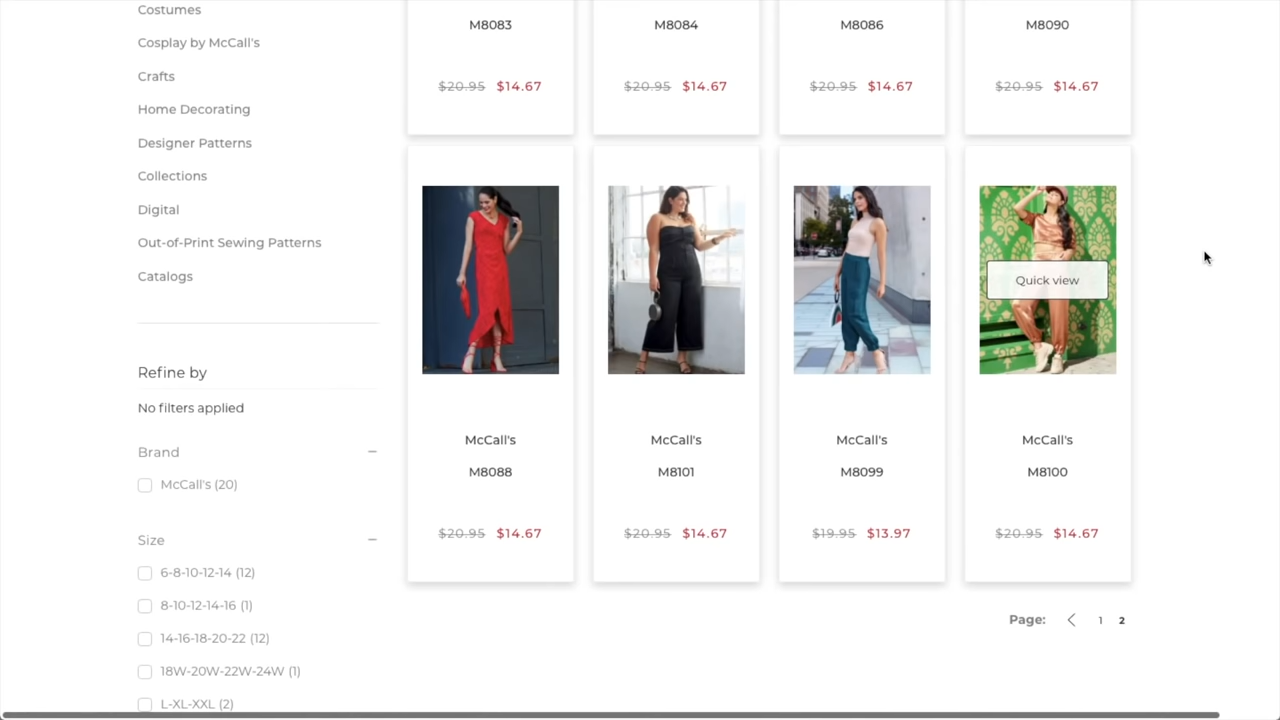 Costumes
Cosplay by McCall's
Crafts
Home Decorating
Designer Patterns
Collections
Digital
Out-of-Print Sewing Patterns
Catalogs
Refine by
No filters applied
Brand
McCall's (20)
Size
6-8-10-12-14 (12)
8-10-12-14-16 (1)
14-16-18-20-22 (12)
18W-20W-22W-24W (1)
L-XL-XXL (2)
M8083
$20.95 $14.67
M8084
$20.95 $14.67
M8086
$20.95 $14.67
M8090
$20.95 $14.67
McCall's
M8088
$20.95 $14.67
McCall's
M8101
$20.95 $14.67
McCall's
M8099
$19.95 $13.97
Quick view
McCall's
M8100
$20.95 $14.67
Page: 1 2